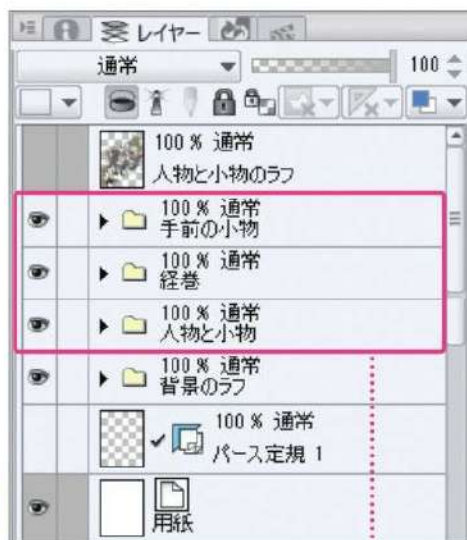 レイヤー
通常
100
100 % 通常
人物と小物のラフ
100 % 通常
手前の小物
100 % 通常
経巻
100 % 通常
人物と小物
100 % 通常
背景のラフ
100 % 通常
パース定規 1
用紙